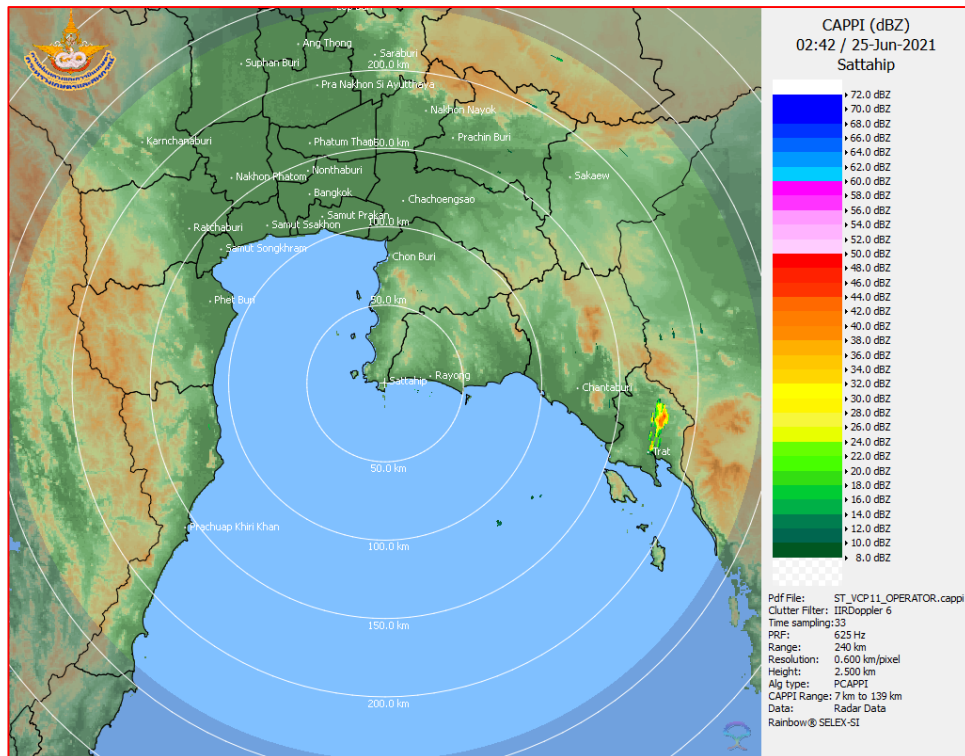 Ang Thong
Saraburi
Suphan Buri
200.0 km
Pra Nakhon Si Ayutthaya
Nakhon Nayok
Prachin Buri
Karnchanaburi
Phatum Thani
150.0 km
Nonthaburi
Nakhon Phatom
Sakaew
Bangkok
Chachoengsao
Samut Prakan
Ratchaburi
Samut Ssakhon
100.0 km
Samut Songkhram
Chon Buri
Phet Buri
50.0 km
Rayong
Sattahip
Chantaburi
Trat
50.0 km
Prachuap Khiri Khan
100.0 km
150.0 km
200.0 km
CAPPI (dBZ)
02:42 / 25-Jun-2021
Sattahip
72.0 dBZ
70.0 dBZ
68.0 dBZ
66.0 dBZ
64.0 dBZ
62.0 dBZ
60.0 dBZ
58.0 dBZ
56.0 dBZ
54.0 dBZ
52.0 dBZ
50.0 dBZ
48.0 dBZ
46.0 dBZ
44.0 dBZ
42.0 dBZ
40.0 dBZ
38.0 dBZ
36.0 dBZ
34.0 dBZ
32.0 dBZ
30.0 dBZ
28.0 dBZ
26.0 dBZ
24.0 dBZ
22.0 dBZ
20.0 dBZ
18.0 dBZ
16.0 dBZ
14.0 dBZ
12.0 dBZ
10.0 dBZ
8.0 dBZ
Pdf File: ST_VCP11_OPERATOR.cappi
Clutter Filter: IIRDoppler 6
Time sampling:33
PRF: 625 Hz
Range: 240 km
Resolution: 0.600 km/pixel
Height: 2.500 km
Alg type: PCAPPI
CAPPI Range: 7 km to 139 km
Data: Radar Data
Rainbow® SELEX-SI